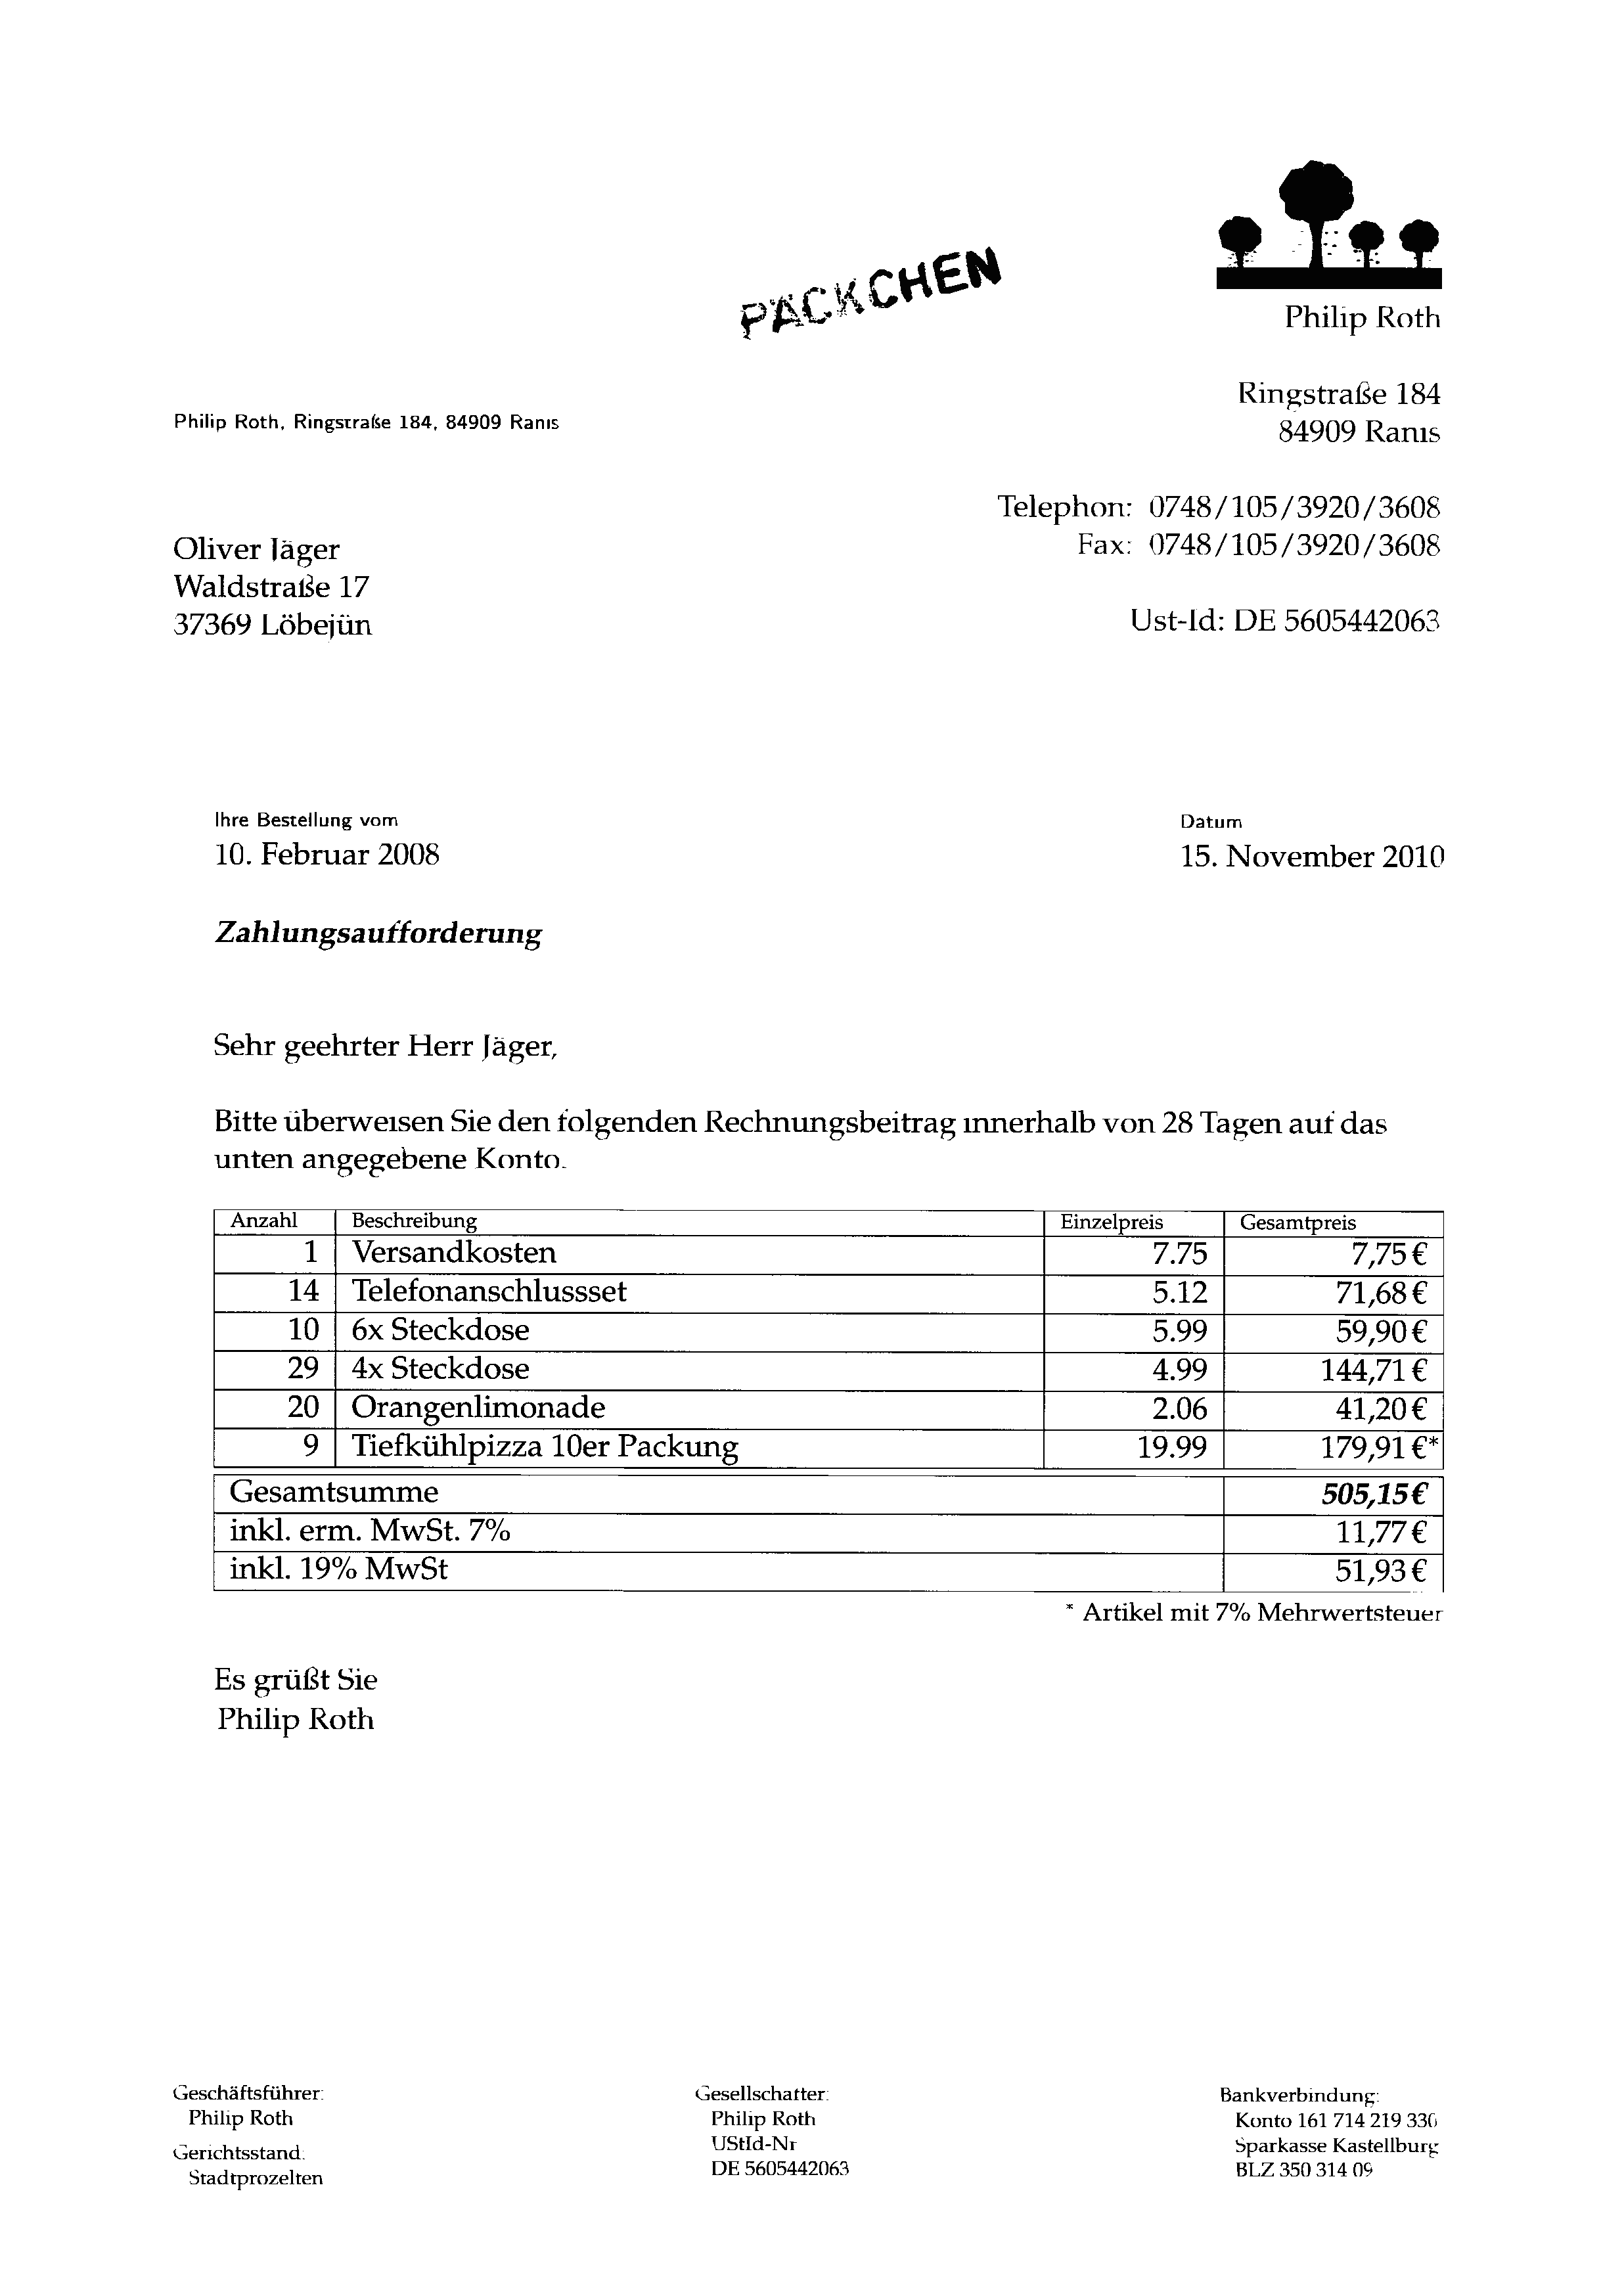 PÄCKCHEN
Philip Roth
Ringstraße 184
84909 Ranis
Philip Roth, Ringstraße 184, 84909 Ranis
Telephon: 0748/105/3920/3608
Fax: 0748/105/3920/3608
Ust-Id: DE 5605442063
Oliver Jäger
Waldstraße 17
37369 Löbejün
Ihre Bestellung vom
10. Februar 2008
Datum
15. November 2010
Zahlungsaufforderung
Sehr geehrter Herr Jäger,
Bitte überweisen Sie den folgenden Rechnungsbeitrag innerhalb von 28 Tagen auf das
unten angegebene Konto.
Anzahl Beschreibung Einzelpreis Gesamtpreis
1 Versandkosten 7.75 7,75 €
14 Telefonanschlussset 5.12 71,68 €
10 6x Steckdose 5.99 59,90 €
29 4x Steckdose 4.99 144,71 €
20 Orangenlimonade 2.06 41,20 €
9 Tiefkühlpizza 10er Packung 19.99 179,91 €*
Gesamtsumme 505,15 €
inkl. erm. MwSt. 7% 11,77 €
inkl. 19% MwSt 51,93 €
* Artikel mit 7% Mehrwertsteuer
Es grüßt Sie
Philip Roth
Geschäftsführer:
Philip Roth
Gerichtsstand:
Stadtprozelten
Gesellschafter:
Philip Roth
UStId-Nr
DE 5605442063
Bankverbindung:
Konto 161 714 219 330
Sparkasse Kastellburg
BLZ 350 314 09